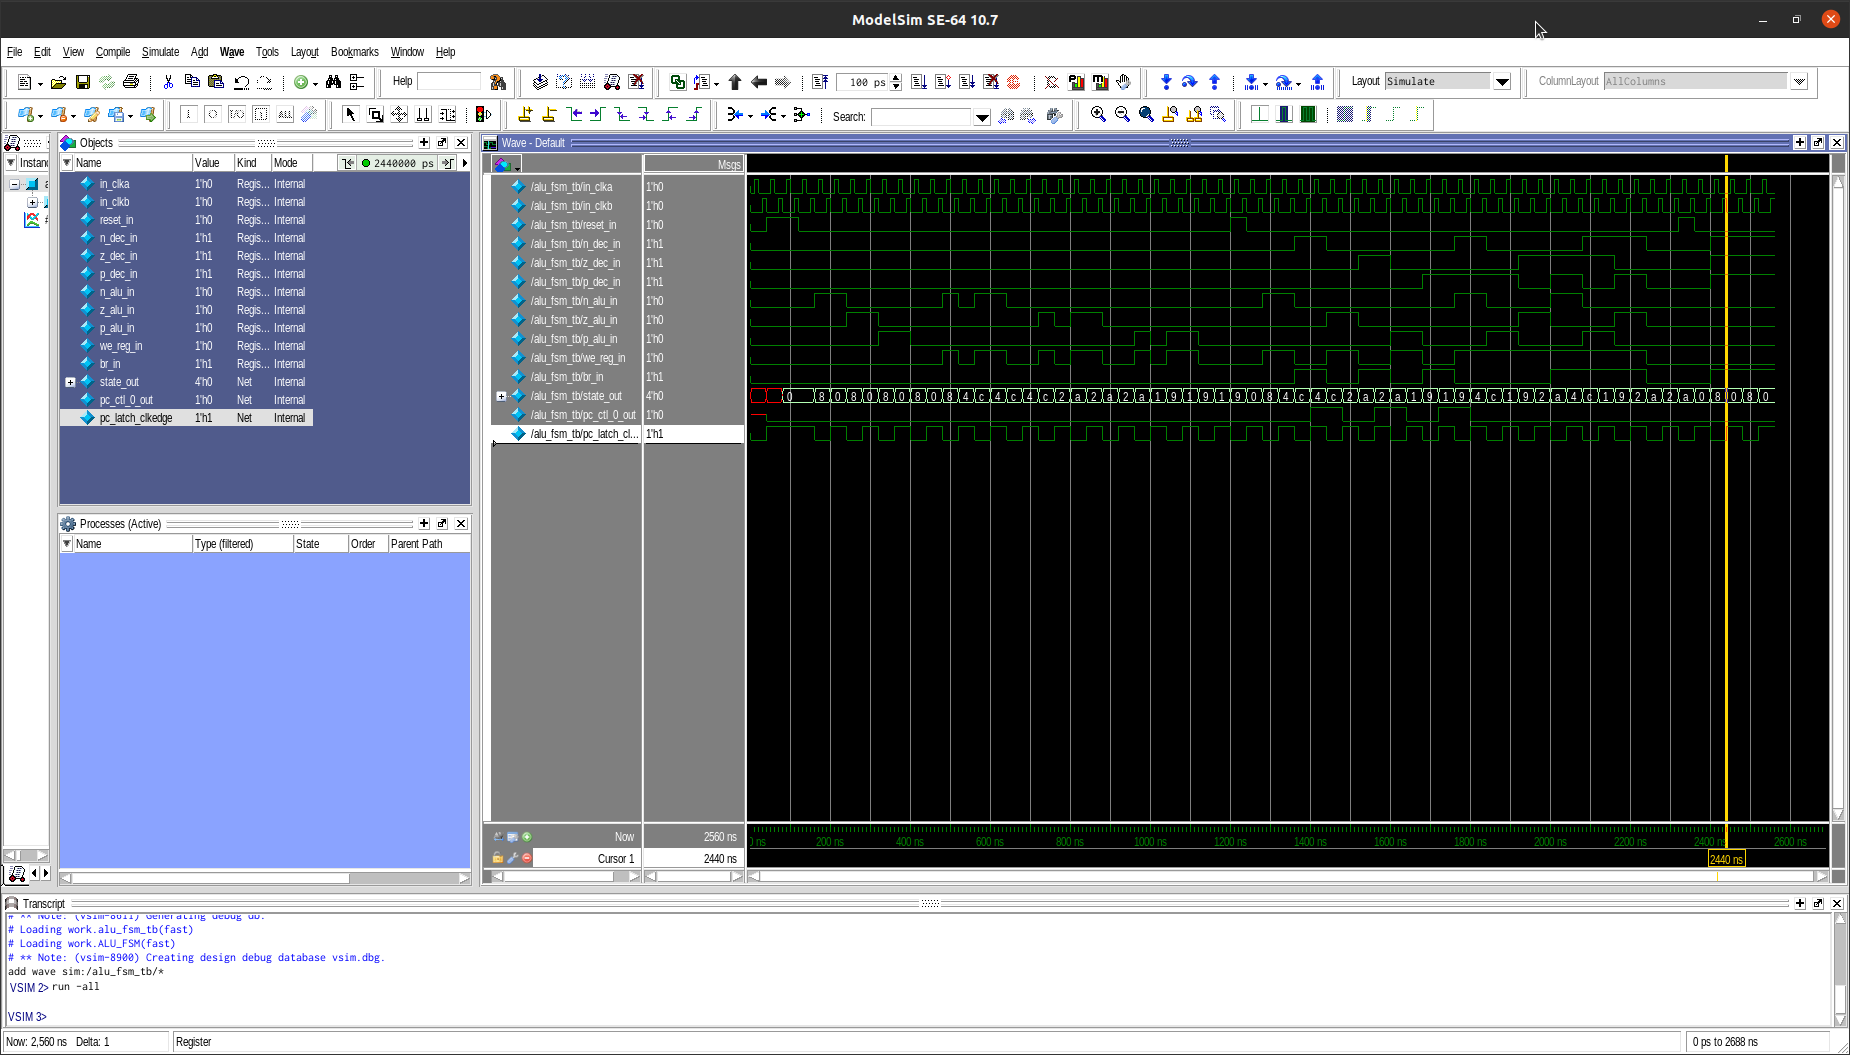 ModelSim SE-64 10.7
File Edit View Compile Simulate Add Wave Tools Layout Bookmarks Window Help
Help 100 ps Layout Simulate ColumnLayout AllColumns
Search:
Objects
Wave - Default
Instanc
Name Value Kind Mode 2440000 ps
Msgs
in_clka 1'h0 Regis... Internal
in_clkb 1'h0 Regis... Internal
reset_in 1'h0 Regis... Internal
n_dec_in 1'h1 Regis... Internal
z_dec_in 1'h1 Regis... Internal
p_dec_in 1'h1 Regis... Internal
n_alu_in 1'h0 Regis... Internal
z_alu_in 1'h0 Regis... Internal
p_alu_in 1'h0 Regis... Internal
we_reg_in 1'h0 Regis... Internal
br_in 1'h1 Regis... Internal
state_out 4'h0 Net Internal
pc_ctl_0_out 1'h0 Net Internal
pc_latch_clkedge 1'h1 Net Internal
/alu_fsm_tb/in_clka 1'h0
/alu_fsm_tb/in_clkb 1'h0
/alu_fsm_tb/reset_in 1'h0
/alu_fsm_tb/n_dec_in 1'h1
/alu_fsm_tb/z_dec_in 1'h1
/alu_fsm_tb/p_dec_in 1'h1
/alu_fsm_tb/n_alu_in 1'h0
/alu_fsm_tb/z_alu_in 1'h0
/alu_fsm_tb/p_alu_in 1'h0
/alu_fsm_tb/we_reg_in 1'h0
/alu_fsm_tb/br_in 1'h1
/alu_fsm_tb/state_out 4'h0 0 8 0 8 0 8 0 8 0 8 4 c 4 c 4 c 2 a 2 a 2 a 1 9 1 9 1 9 0 8 4 c 4 c 2 a 2 a 1 9 1 9 4 c 1 9 2 a 2 a 0 8 0 8 0
/alu_fsm_tb/pc_ctl_0_out 1'h0
/alu_fsm_tb/pc_latch_cl... 1'h1
Processes (Active)
Name Type (filtered) State Order Parent Path
Now 2560 ns
Cursor 1 2440 ns
ns 200 ns 400 ns 600 ns 800 ns 1000 ns 1200 ns 1400 ns 1600 ns 1800 ns 2000 ns 2200 ns 2400 ns 2600 ns
2440 ns
Transcript
# ** Note: (vsim-8611) Generating debug db.
# Loading work.alu_fsm_tb(fast)
# Loading work.ALU_FSM(fast)
# ** Note: (vsim-8900) Creating design debug database vsim.dbg.
add wave sim:/alu_fsm_tb/*
VSIM 2> run -all
VSIM 3>
Now: 2,560 ns Delta: 1 Register 0 ps to 2688 ns